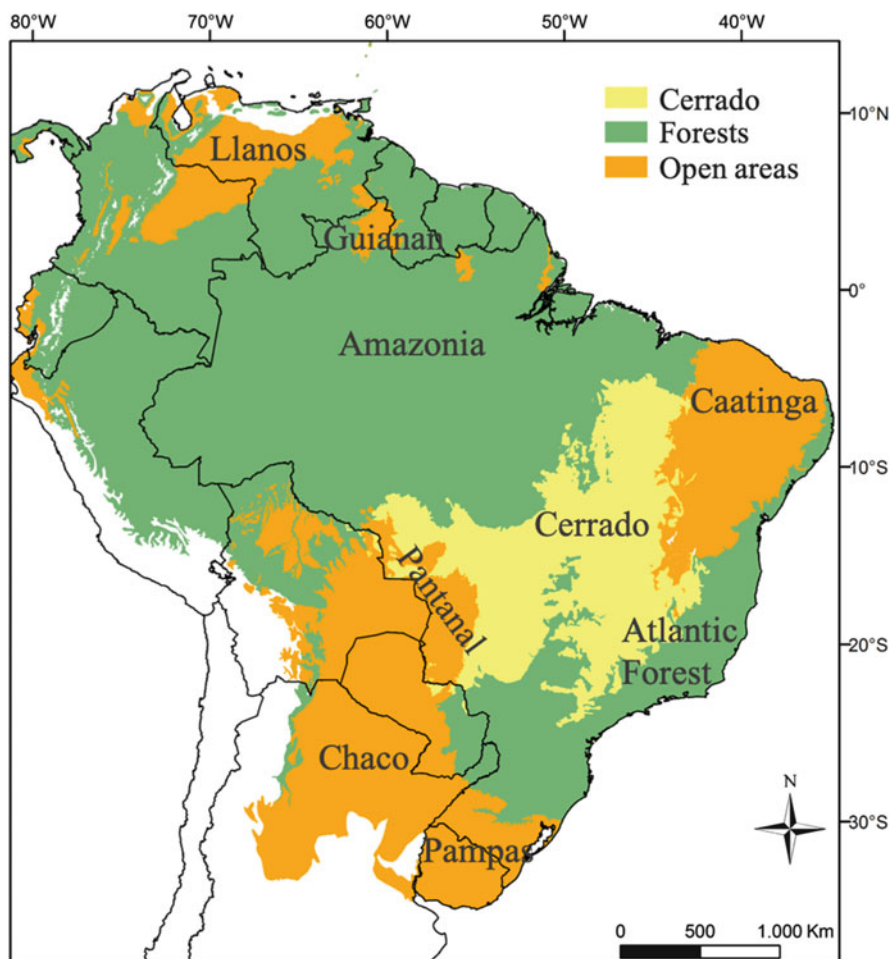 80°W 70°W 60°W 50°W 40°W
Cerrado
Forests
Open areas
10°N
Llanos
Guianan
0°
Amazonia
Caatinga
10°S
Cerrado
Pantanal
Atlantic
Forest
20°S
Chaco
N
30°S
Pampas
0 500 1.000 Km